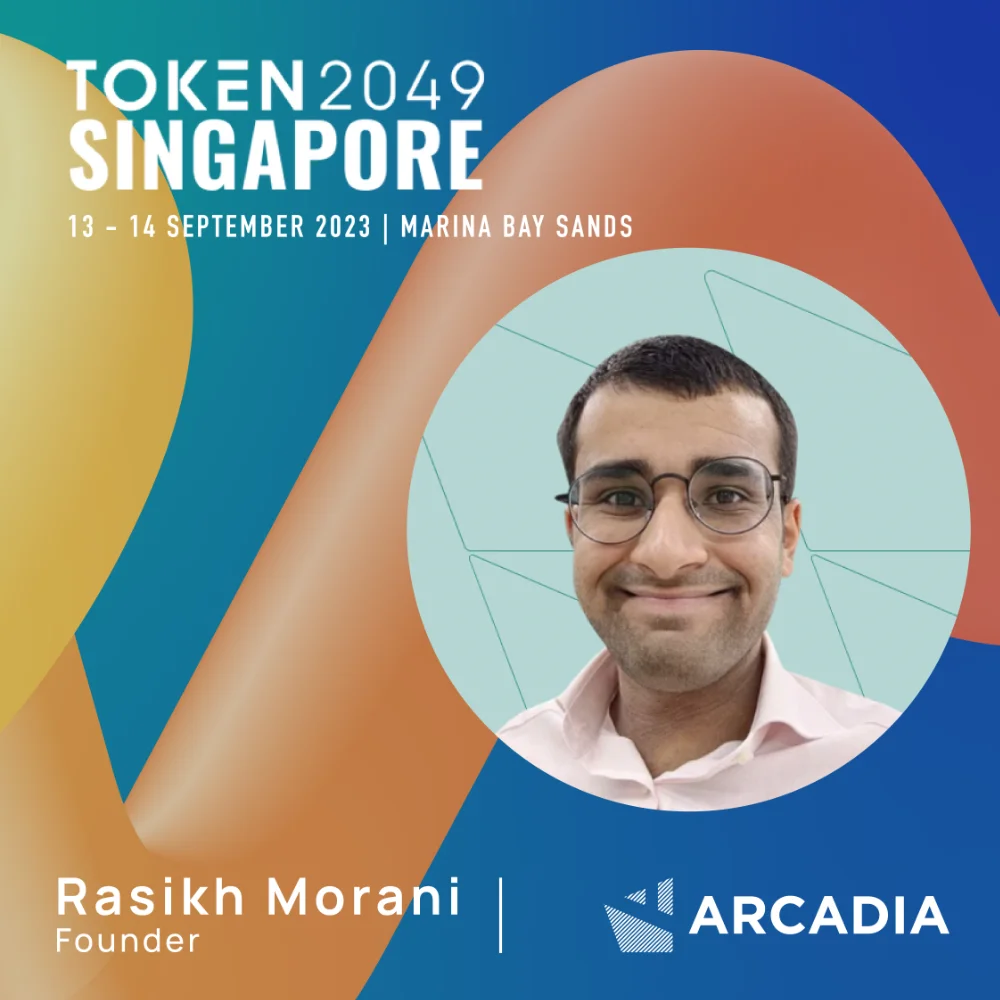 TOKEN2049
SINGAPORE
13 – 14 SEPTEMBER 2023 | MARINA BAY SANDS
Rasikh Morani
Founder
ARCADIA